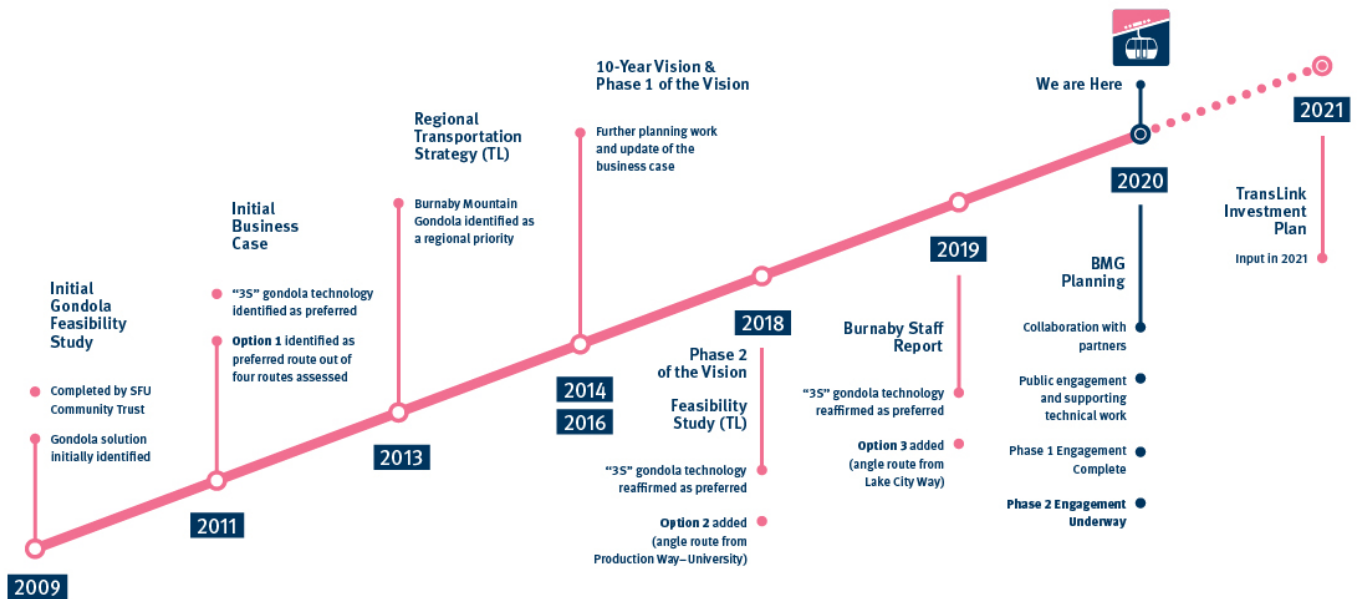 Initial
Gondola
Feasibility
Study
Completed by SFU
Community Trust
Gondola solution
initially identified
2009
Initial
Business
Case
“3S” gondola technology
identified as preferred
Option 1 identified as
preferred route out of
four routes assessed
2011
Regional
Transportation
Strategy (TL)
Burnaby Mountain
Gondola identified as
a regional priority
2013
10-Year Vision &
Phase 1 of the Vision
Further planning work
and update of the
business case
2014
2016
2018
Phase 2
of the Vision
Feasibility
Study (TL)
“3S” gondola technology
reaffirmed as preferred
Option 2 added
(angle route from
Production Way–University)
2019
Burnaby Staff
Report
“3S” gondola technology
reaffirmed as preferred
Option 3 added
(angle route from
Lake City Way)
We are Here
2020
BMG
Planning
Collaboration with
partners
Public engagement
and supporting
technical work
Phase 1 Engagement
Complete
Phase 2 Engagement
Underway
2021
TransLink
Investment
Plan
Input in 2021